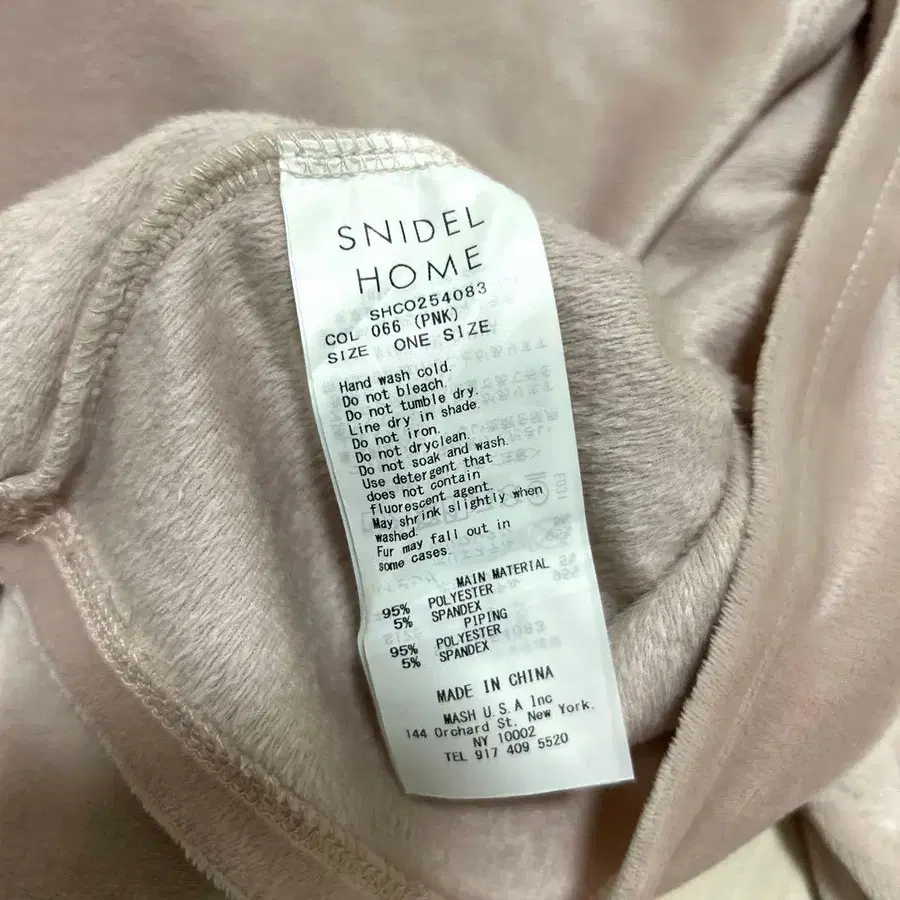 SNIDEL
HOME
SHCO254083
COL 066 (PNK)
SIZE ONE SIZE
Hand wash cold.
Do not bleach.
Do not tumble dry.
Line dry in shade.
Do not iron.
Do not dryclean.
Do not soak and wash.
Use detergent that
does not contain
fluorescent agent.
May shrink slightly when
washed.
Fur may fall out in
some cases.
MAIN MATERIAL
95% POLYESTER
5% SPANDEX
PIPING
95% POLYESTER
5% SPANDEX
MADE IN CHINA
MASH U.S.A Inc
144 Orchard St. New York.
NY 10002
TEL 917 409 5520